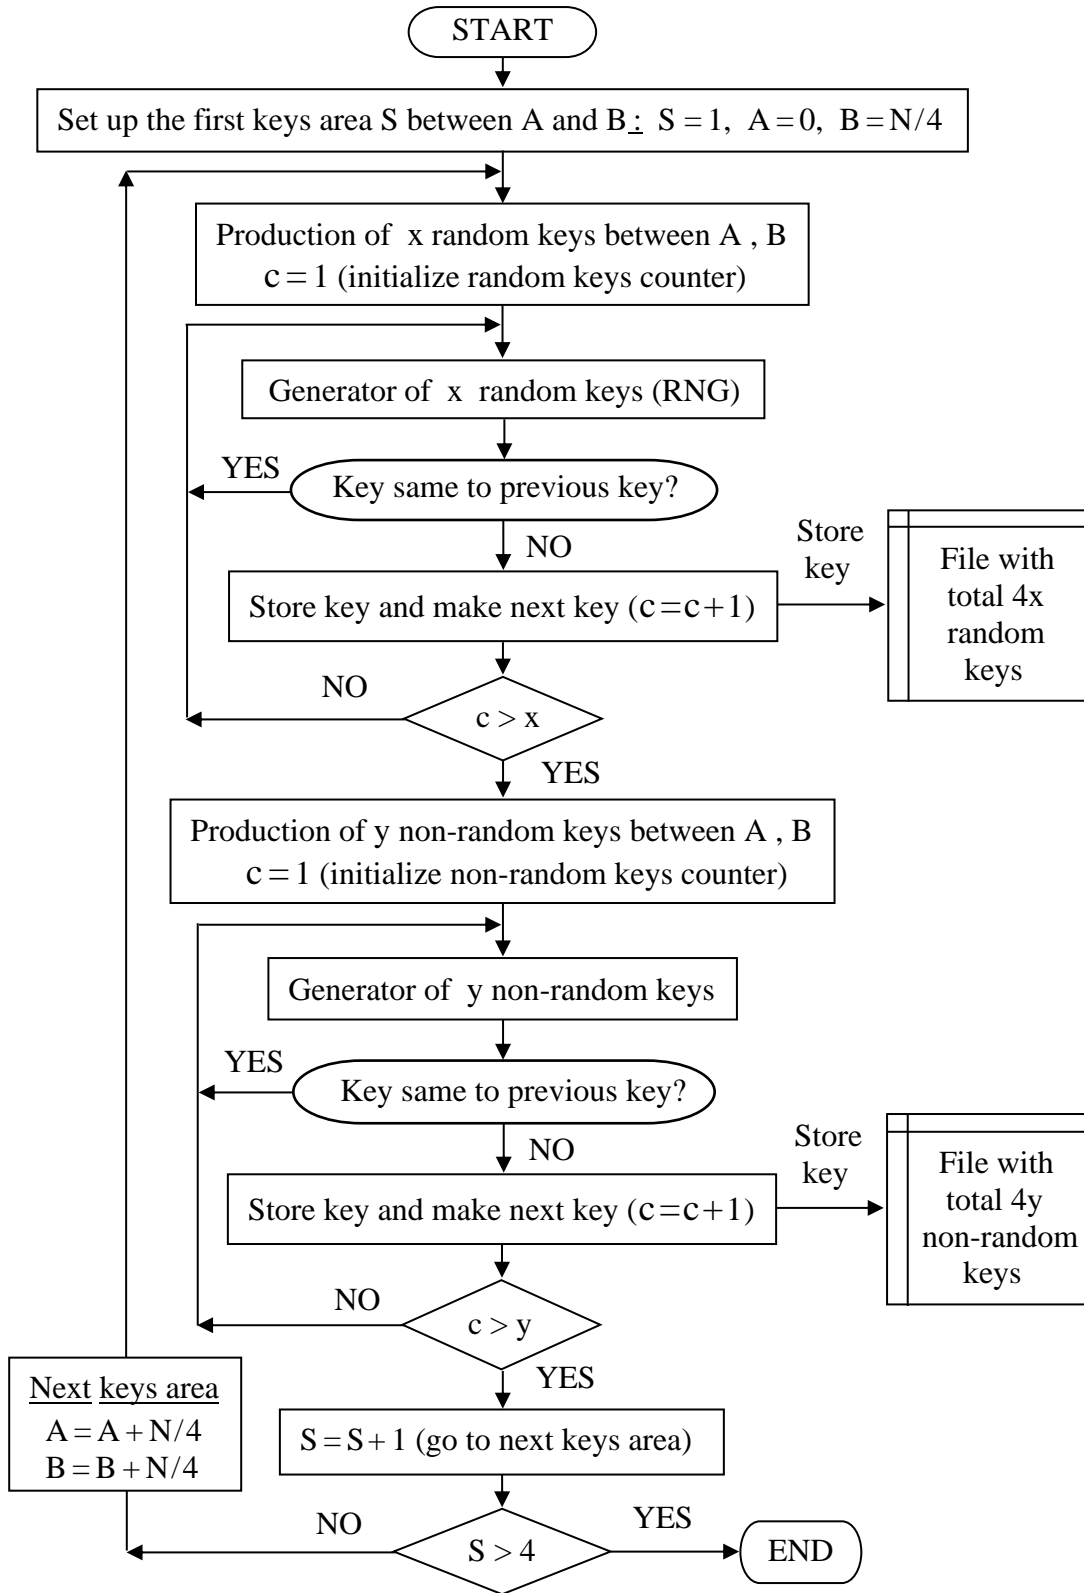 START
Set up the first keys area S between A and B : S = 1, A = 0, B = N/4
Production of x random keys between A , B
c = 1 (initialize random keys counter)
Generator of x random keys (RNG)
YES
Key same to previous key?
NO
Store
key
File with
total 4x
random
keys
Store key and make next key (c = c + 1)
NO
c > x
YES
Production of y non-random keys between A , B
c = 1 (initialize non-random keys counter)
Generator of y non-random keys
YES
Key same to previous key?
NO
Store
key
File with
total 4y
non-random
keys
Store key and make next key (c = c + 1)
NO
c > y
YES
Next keys area
A = A + N/4
B = B + N/4
S = S + 1 (go to next keys area)
NO
S > 4
YES
END